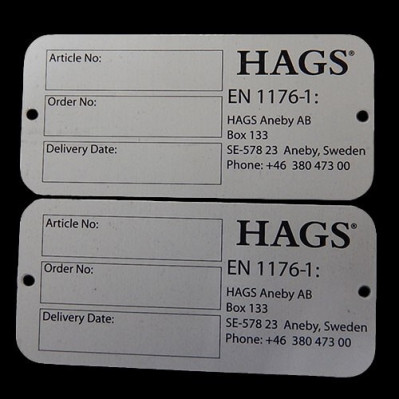 Article No:
Order No:
Delivery Date:
HAGS®
EN 1176-1:
HAGS Aneby AB
Box 133
SE-578 23 Aneby, Sweden
Phone: +46 380 473 00
Article No:
Order No:
Delivery Date:
HAGS®
EN 1176-1:
HAGS Aneby AB
Box 133
SE-578 23 Aneby, Sweden
Phone: +46 380 473 00